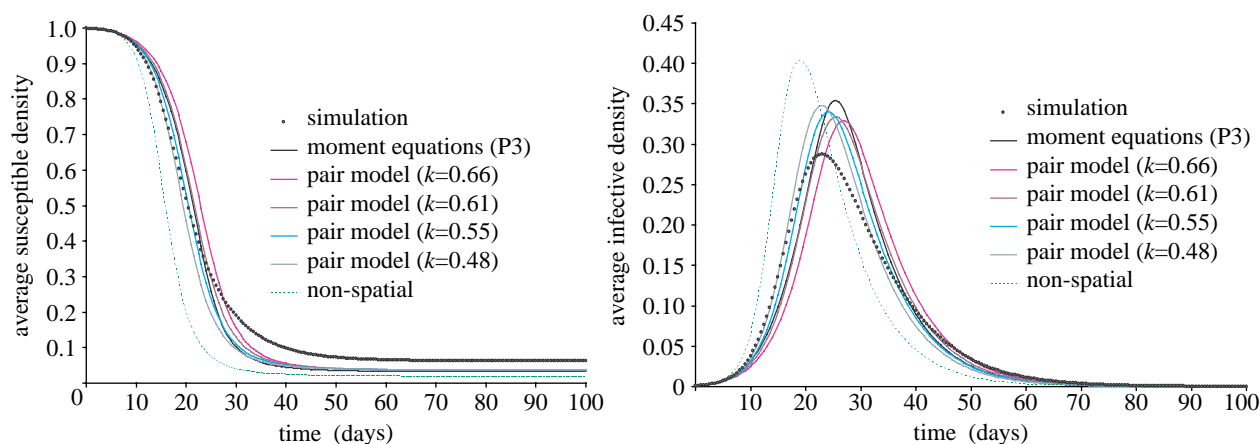 1.0
0.9
0.8
0.7
0.6
0.5
0.4
0.3
0.2
0.1
0
10
20
30
40
50
60
70
80
90
100
average susceptible density
time (days)
simulation
moment equations (P3)
pair model (k=0.66)
pair model (k=0.61)
pair model (k=0.55)
pair model (k=0.48)
non-spatial
0.45
0.40
0.35
0.30
0.25
0.20
0.15
0.10
0.05
0
10
20
30
40
50
60
70
80
90
100
average infective density
time (days)
simulation
moment equations (P3)
pair model (k=0.66)
pair model (k=0.61)
pair model (k=0.55)
pair model (k=0.48)
non-spatial